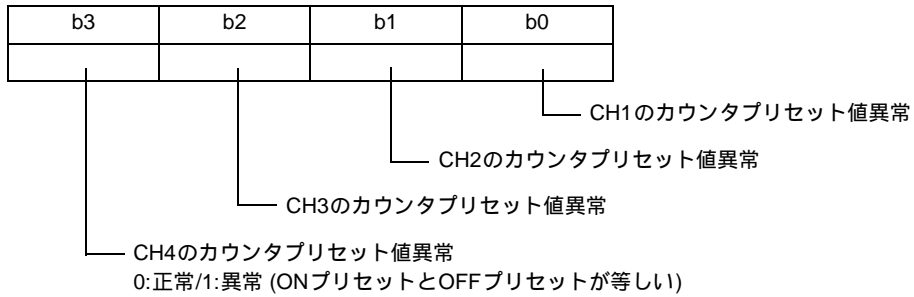 b3 b2 b1 b0
CH1のカウンタプリセット値異常
CH2のカウンタプリセット値異常
CH3のカウンタプリセット値異常
CH4のカウンタプリセット値異常
0:正常/1:異常 (ONプリセットとOFFプリセットが等しい)